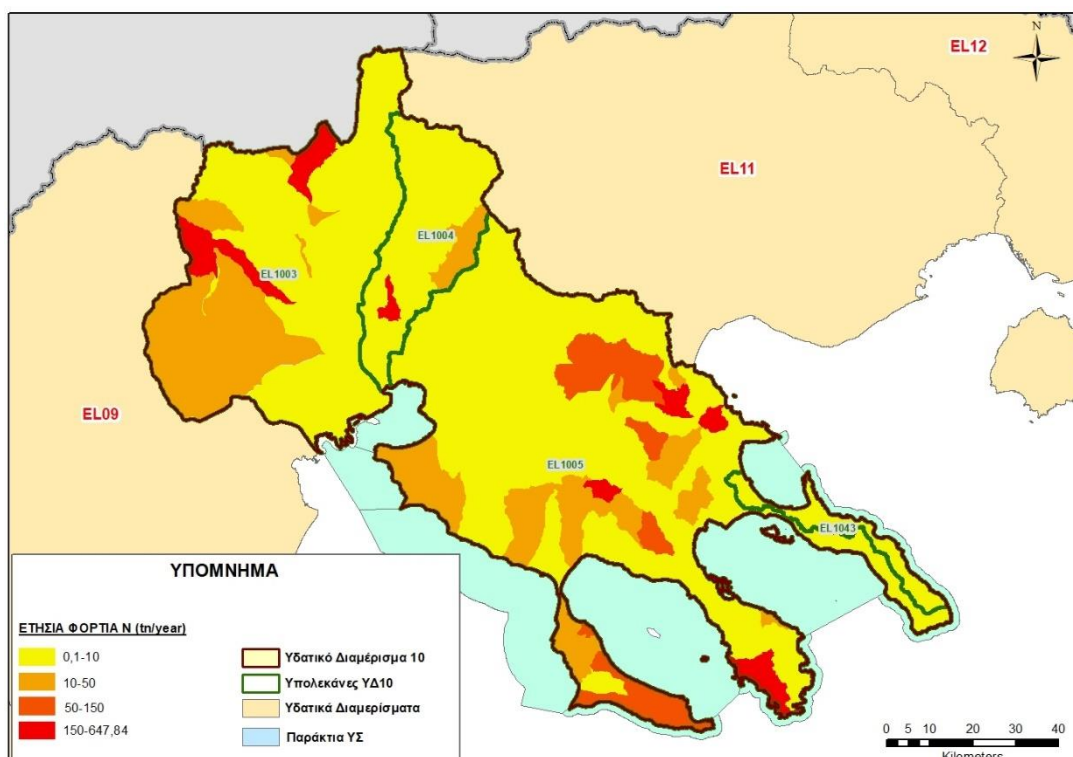 EL12
EL11
EL1004
EL1003
EL09
EL1005
EL1043
ΥΠΟΜΝΗΜΑ
ΕΤΗΣΙΑ ΦΟΡΤΙΑ Ν (tn/year)
0,1-10
10-50
50-150
150-647,84
Υδατικό Διαμέρισμα 10
Υπολεκάνες ΥΔ10
Υδατικά Διαμερίσματα
Παράκτια ΥΣ
0 5 10 20 30 40
Kilometers